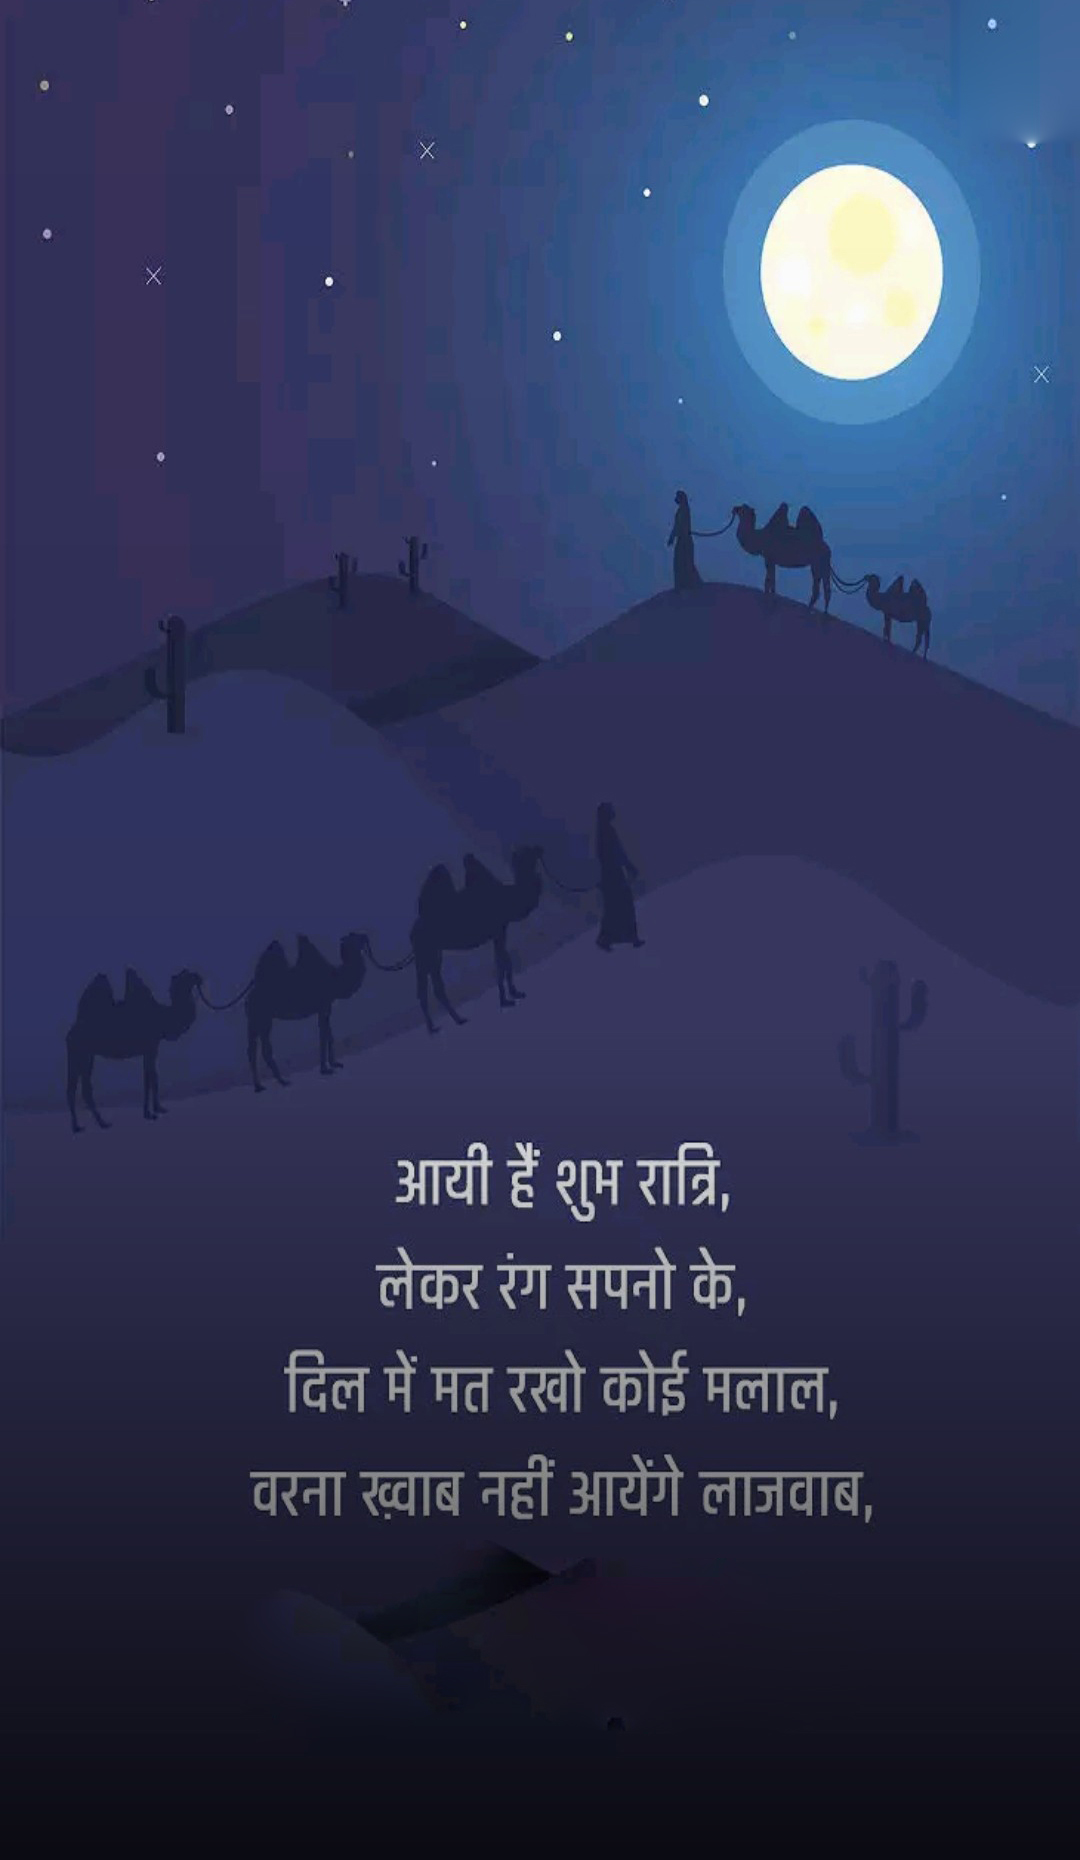 आयी हैं शुभ रात्रि,
लेकर रंग सपनो के,
दिल में मत रखो कोई मलाल,
वरना ख़्वाब नहीं आयेंगे लाजवाब,